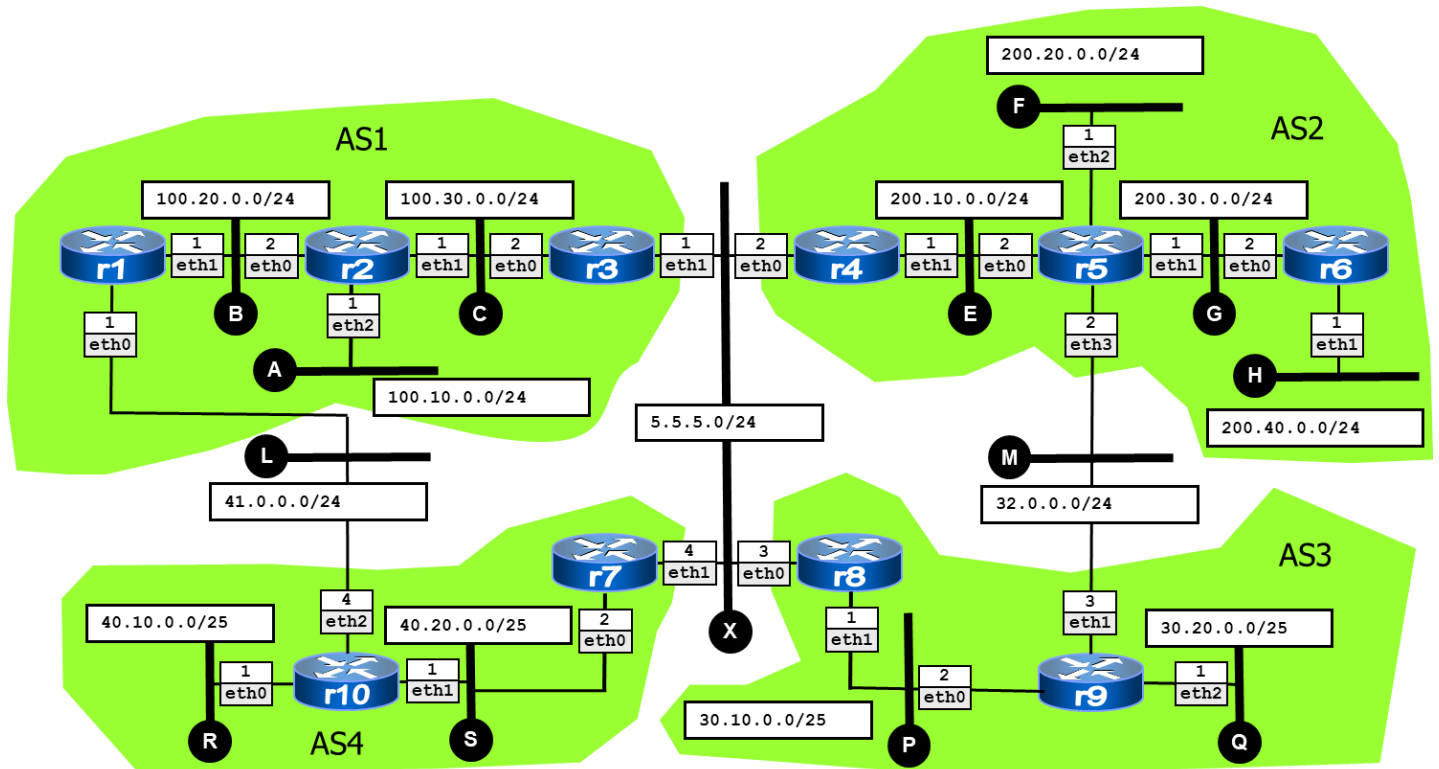 200.20.0.0/24
F
AS2
1
eth2
AS1
100.20.0.0/24
100.30.0.0/24
200.10.0.0/24
200.30.0.0/24
r1
1
eth1
2
eth0
r2
1
eth1
2
eth0
r3
1
eth1
2
eth0
r4
1
eth1
2
eth0
r5
1
eth1
2
eth0
r6
B
C
E
G
1
eth0
1
eth2
2
eth3
1
eth1
A
100.10.0.0/24
H
200.40.0.0/24
5.5.5.0/24
L
41.0.0.0/24
M
32.0.0.0/24
r7
4
eth1
3
eth0
r8
AS3
4
eth2
2
eth0
1
eth1
3
eth1
40.10.0.0/25
40.20.0.0/25
X
30.20.0.0/25
1
eth0
r10
1
eth1
2
eth0
r9
1
eth2
30.10.0.0/25
R
AS4
S
P
Q